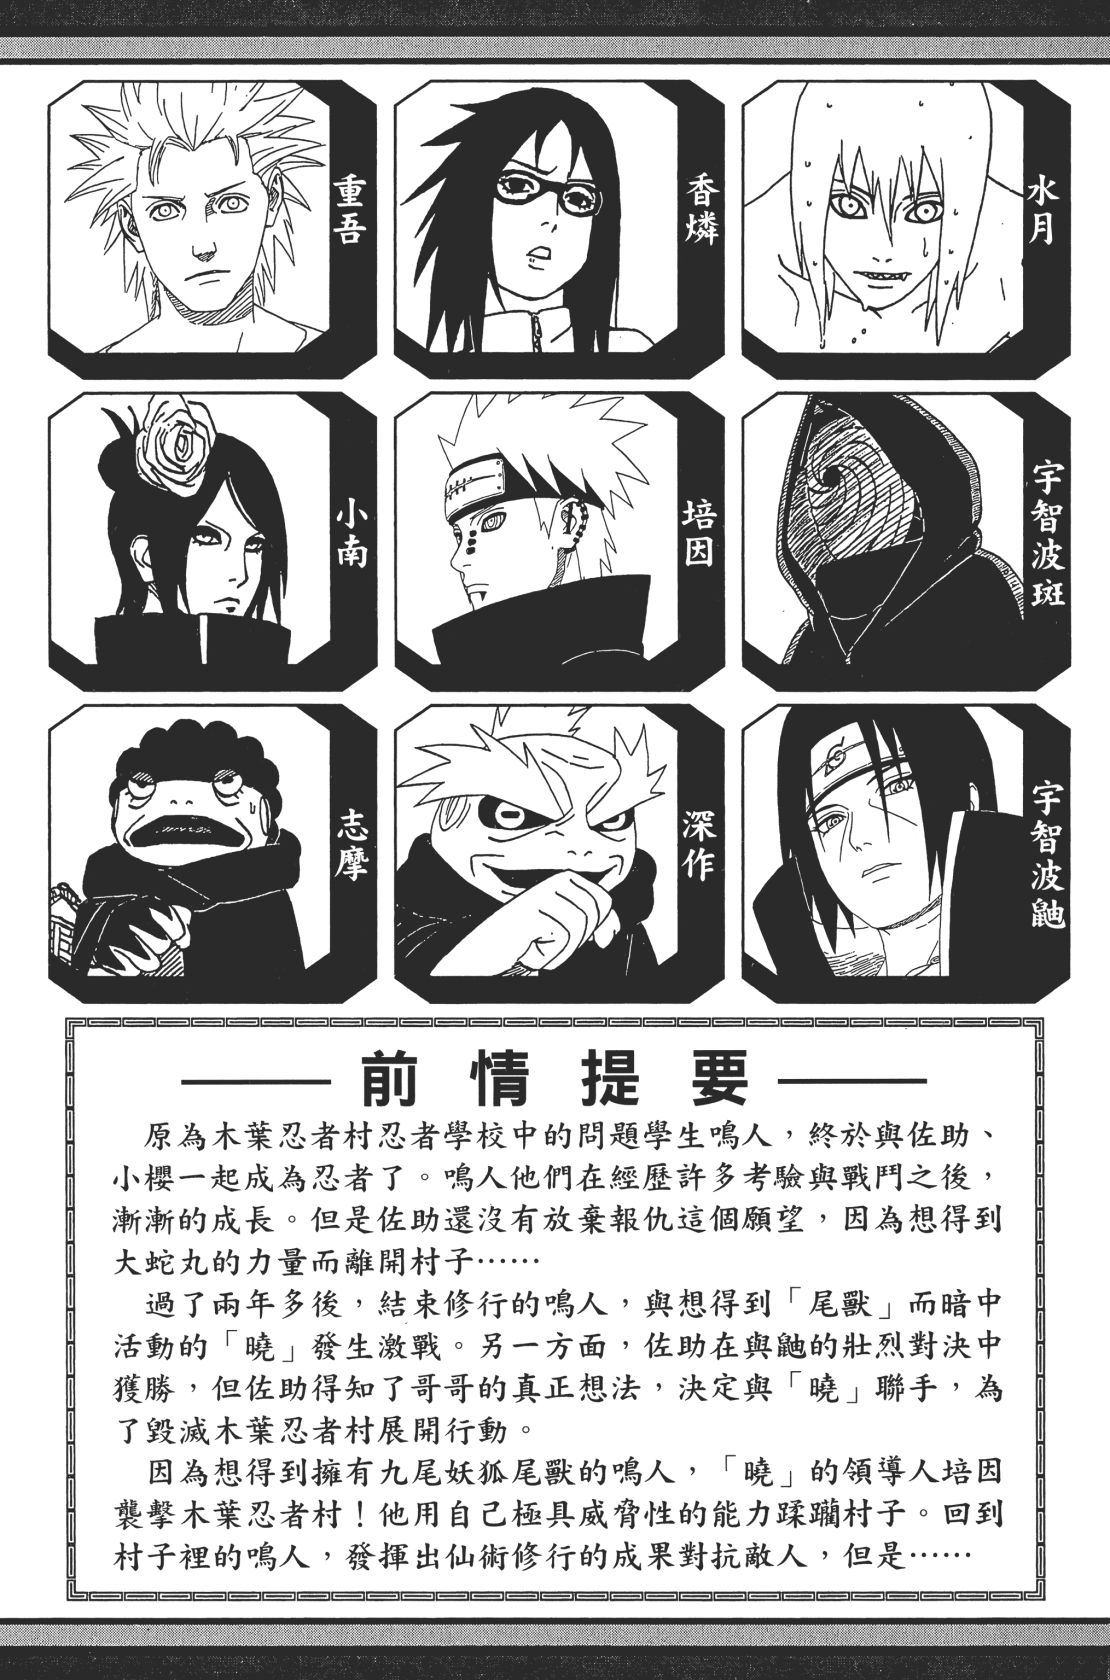 水月
香燐
重吾
宇智波斑
培因
小南
宇智波鼬
深作
志摩
前情提要
原為木葉忍者村忍者學校中的問題學生鳴人，終於與佐助、
小櫻一起成為忍者了。鳴人他們在經歷許多考驗與戰鬥之後，
漸漸的成長。但是佐助還沒有放棄報仇這個願望，因為想得到
大蛇丸的力量而離開村子⋯⋯
過了兩年多後，結束修行的鳴人，與想得到「尾獸」而暗中
活動的「曉」發生激戰。另一方面，佐助在與鼬的壯烈對決中
獲勝，但佐助得知了哥哥的真正想法，決定與「曉」聯手，為
了毀滅木葉忍者村展開行動。
因為想得到擁有九尾妖狐尾獸的鳴人，「曉」的領導人培因
襲擊木葉忍者村！他用自己極具威脅性的能力蹂躪村子。回到
村子裡的鳴人，發揮出仙術修行的成果對抗敵人，但是⋯⋯